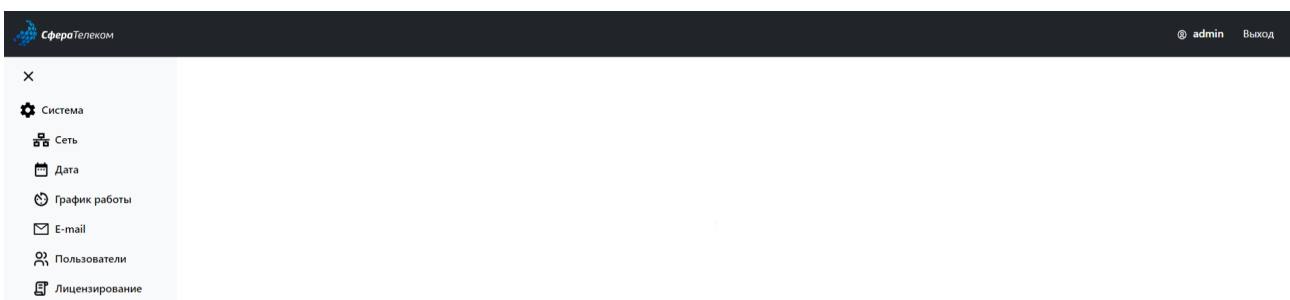 СфераТелеком
admin Выход
Система
Сеть
Дата
График работы
E-mail
Пользователи
Лицензирование